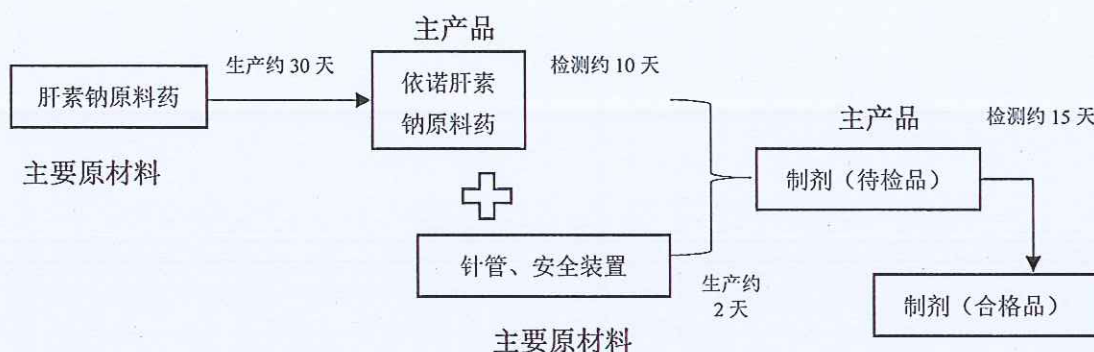 主产品
生产约 30 天
检测约 10 天
肝素钠原料药
依诺肝素
钠原料药
主要原材料
主产品
检测约 15 天
制剂（待检品）
针管、安全装置
生产约
2 天
制剂（合格品）
主要原材料